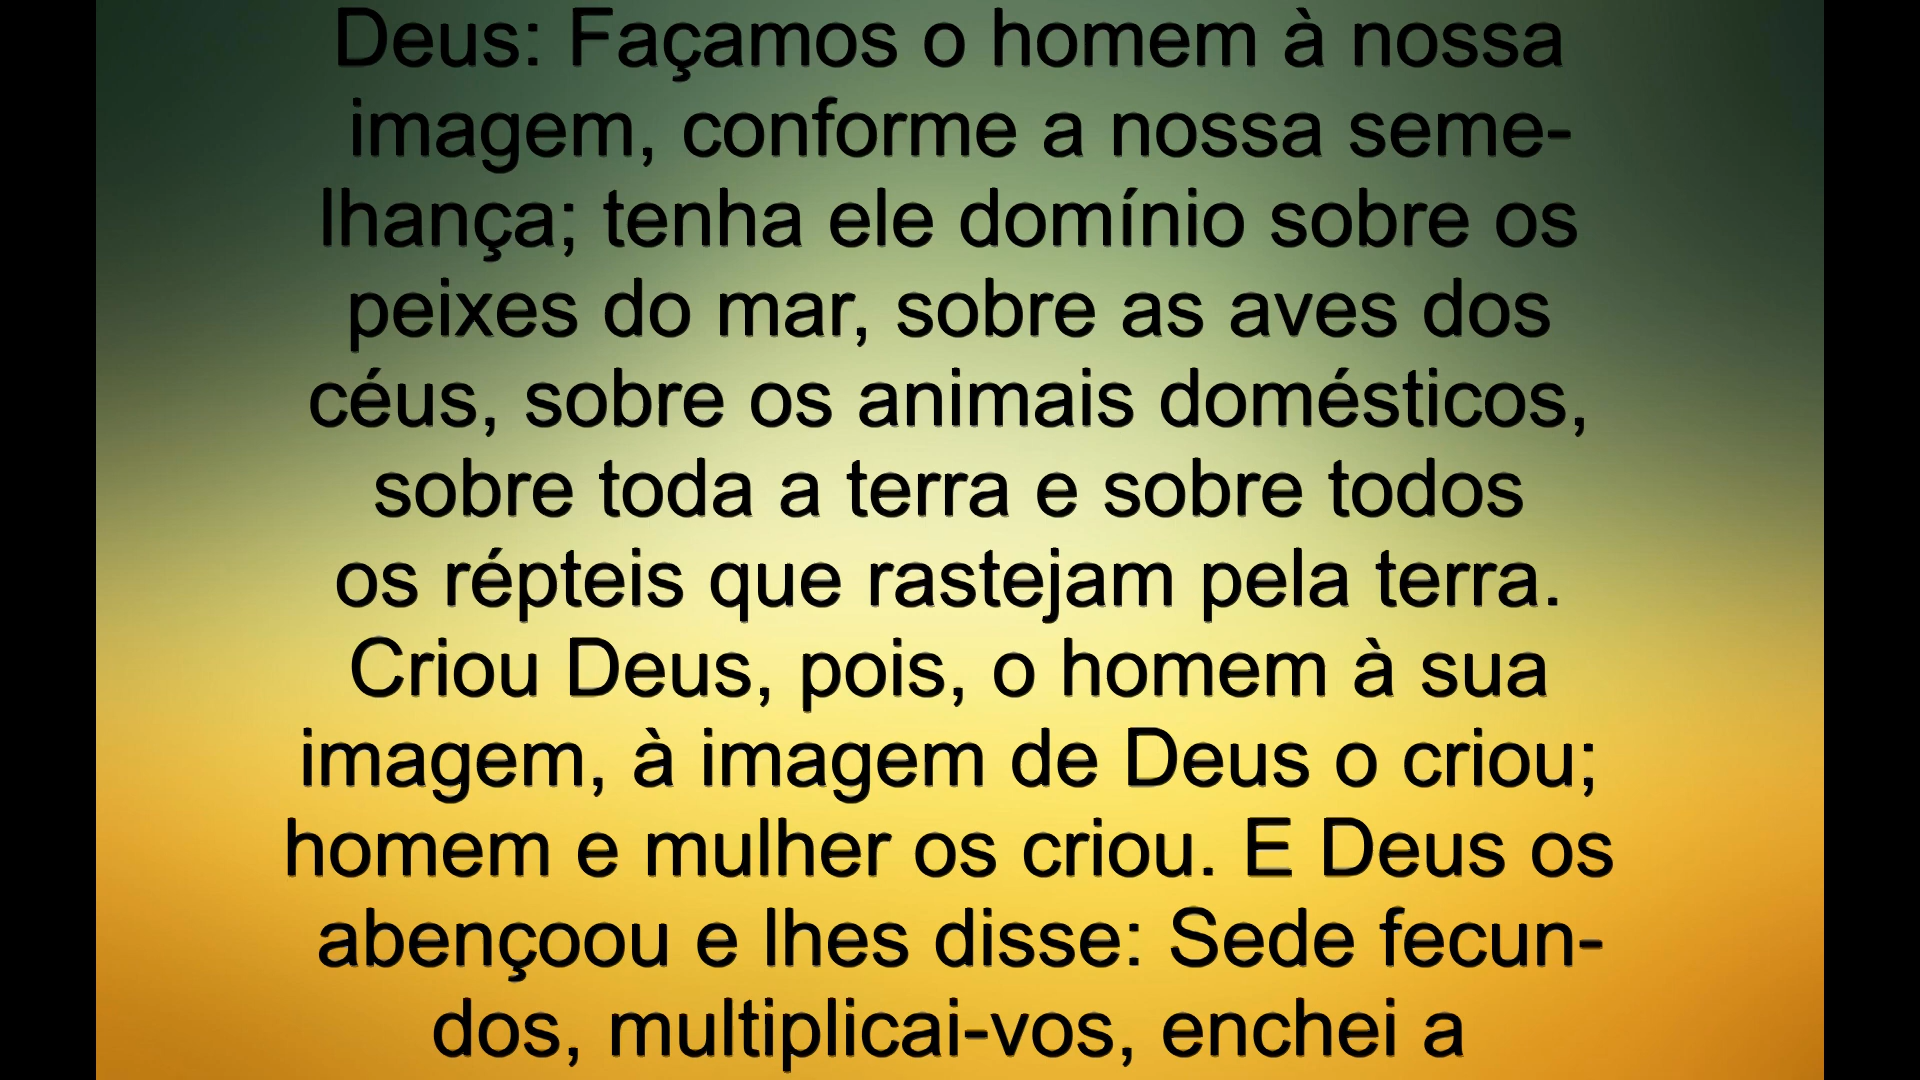 Deus: Façamos o homem à nossa
imagem, conforme a nossa seme-
lhança; tenha ele domínio sobre os
peixes do mar, sobre as aves dos
céus, sobre os animais domésticos,
sobre toda a terra e sobre todos
os répteis que rastejam pela terra.
Criou Deus, pois, o homem à sua
imagem, à imagem de Deus o criou;
homem e mulher os criou. E Deus os
abençoou e lhes disse: Sede fecun-
dos, multiplicai-vos, enchei a